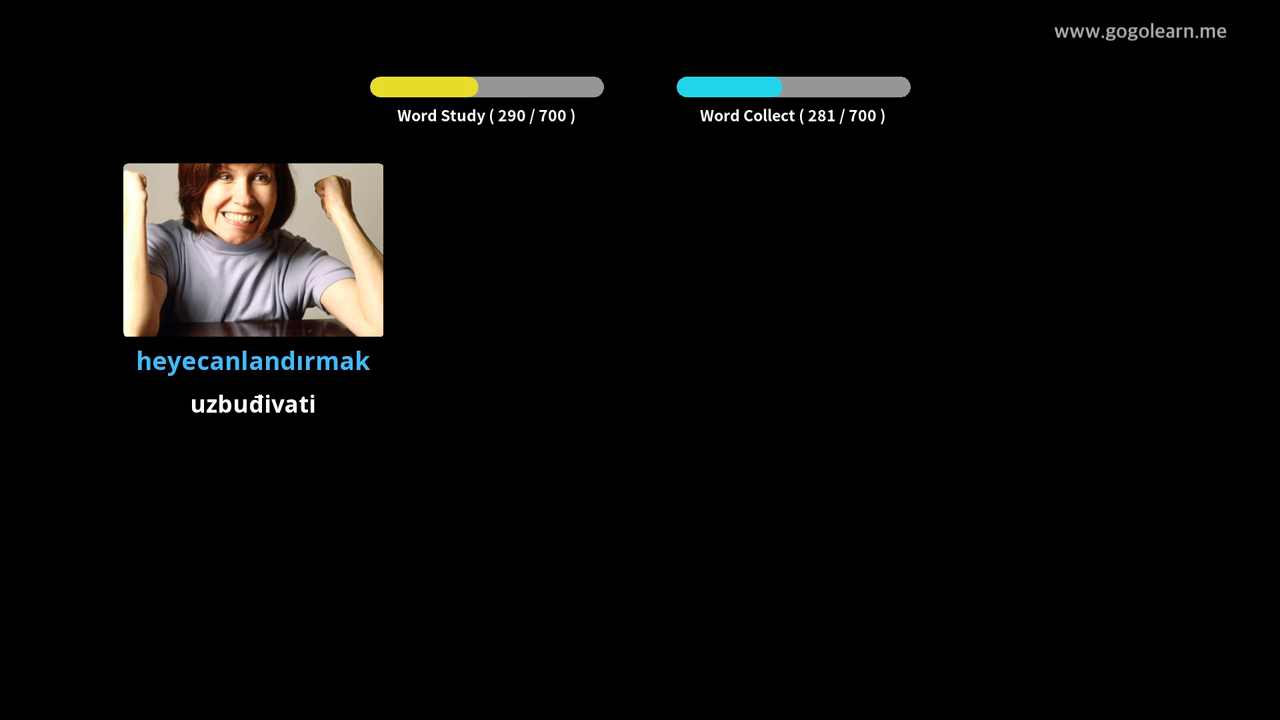 www.gogolearn.me
Word Study ( 290 / 700 )
Word Collect ( 281 / 700 )
heyecanlandırmak
uzbuđivati